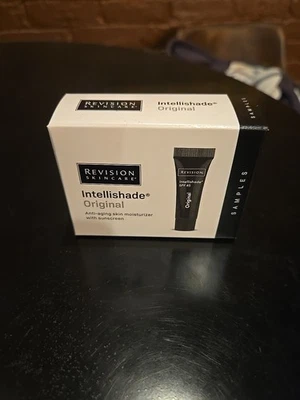 REVISION
SKINCARE®
Intellishade®
Original
REVISION
SKINCARE®
Intellishade®
Original
Anti-aging skin moisturizer
with sunscreen
REVISION
SKINCARE
Intellishade®
SPF 45
Original
SAMPLES